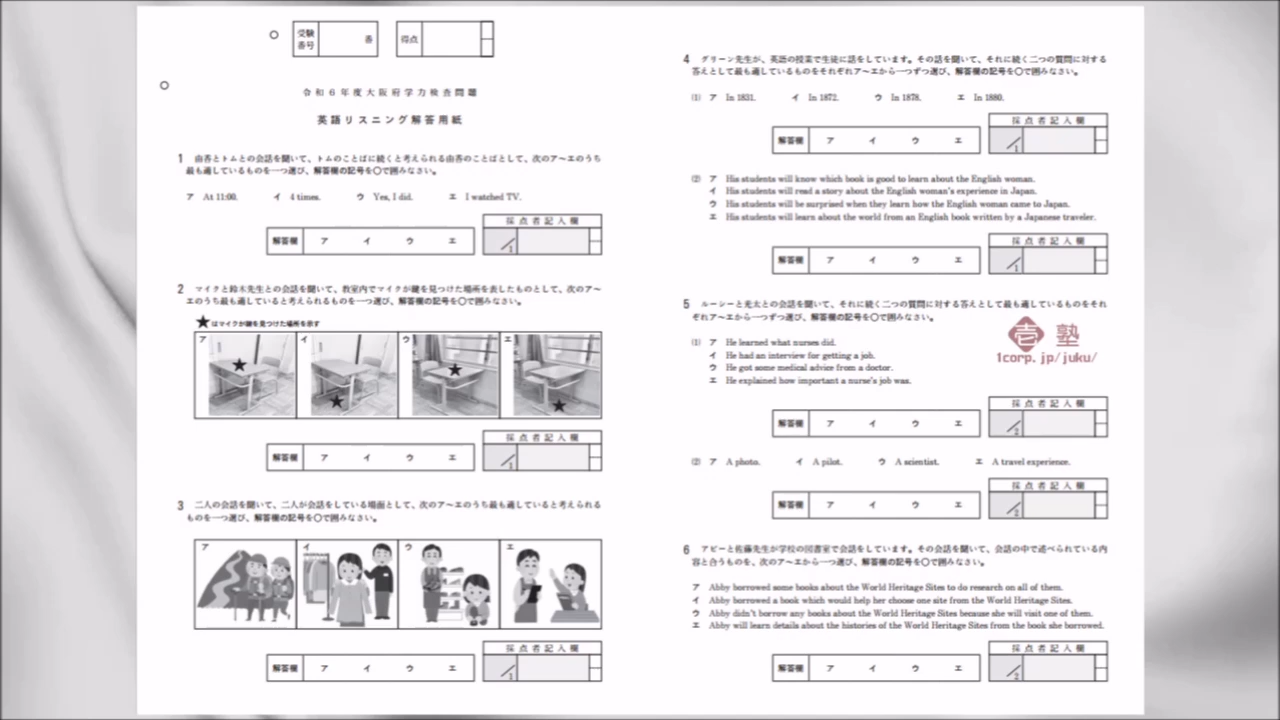 受験
番号
番
得点
令和6年度大阪府学力検査問題
英語リスニング解答用紙
1 由香とトムとの会話を聞いて、トムのことばに続くと考えられる由香のことばとして、次のア～エのうち
最も適しているものを一つ選び、解答欄の記号を○で囲みなさい。
ア At 11:00. イ 4 times. ウ Yes, I did. エ I watched TV.
採点者記入欄
解答欄 ア イ ウ エ
/1
2 マイクと鈴木先生との会話を聞いて、教室内でマイクが鍵を見つけた場所を表したものとして、次のア～
エのうち最も適していると考えられるものを一つ選び、解答欄の記号を○で囲みなさい。
★はマイクが鍵を見つけた場所を示す
ア イ ウ エ
採点者記入欄
解答欄 ア イ ウ エ
/1
3 二人の会話を聞いて、二人が会話をしている場面として、次のア～エのうち最も適していると考えられる
ものを一つ選び、解答欄の記号を○で囲みなさい。
ア イ ウ エ
採点者記入欄
解答欄 ア イ ウ エ
/1
4 グリーン先生が、英語の授業で生徒に話をしています。その話を聞いて、それに続く二つの質問に対する
答えとして最も適しているものをそれぞれア～エから一つずつ選び、解答欄の記号を○で囲みなさい。
(1) ア In 1831. イ In 1872. ウ In 1878. エ In 1880.
採点者記入欄
解答欄 ア イ ウ エ
/1
(2) ア His students will know which book is good to learn about the English woman.
イ His students will read a story about the English woman's experience in Japan.
ウ His students will be surprised when they learn how the English woman came to Japan.
エ His students will learn about the world from an English book written by a Japanese traveler.
採点者記入欄
解答欄 ア イ ウ エ
/1
5 ルーシーと光太との会話を聞いて、それに続く二つの質問に対する答えとして最も適しているものをそれ
ぞれア～エから一つずつ選び、解答欄の記号を○で囲みなさい。
壱塾
1corp.jp/juku/
(1) ア He learned what nurses did.
イ He had an interview for getting a job.
ウ He got some medical advice from a doctor.
エ He explained how important a nurse's job was.
採点者記入欄
解答欄 ア イ ウ エ
/2
(2) ア A photo. イ A pilot. ウ A scientist. エ A travel experience.
採点者記入欄
解答欄 ア イ ウ エ
/2
6 アビーと佐藤先生が学校の図書室で会話をしています。その会話を聞いて、会話の中で述べられている内
容と合うものを、次のア～エから一つ選び、解答欄の記号を○で囲みなさい。
ア Abby borrowed some books about the World Heritage Sites to do research on all of them.
イ Abby borrowed a book which would help her choose one site from the World Heritage Sites.
ウ Abby didn't borrow any books about the World Heritage Sites because she will visit one of them.
エ Abby will learn details about the histories of the World Heritage Sites from the book she borrowed.
採点者記入欄
解答欄 ア イ ウ エ
/2